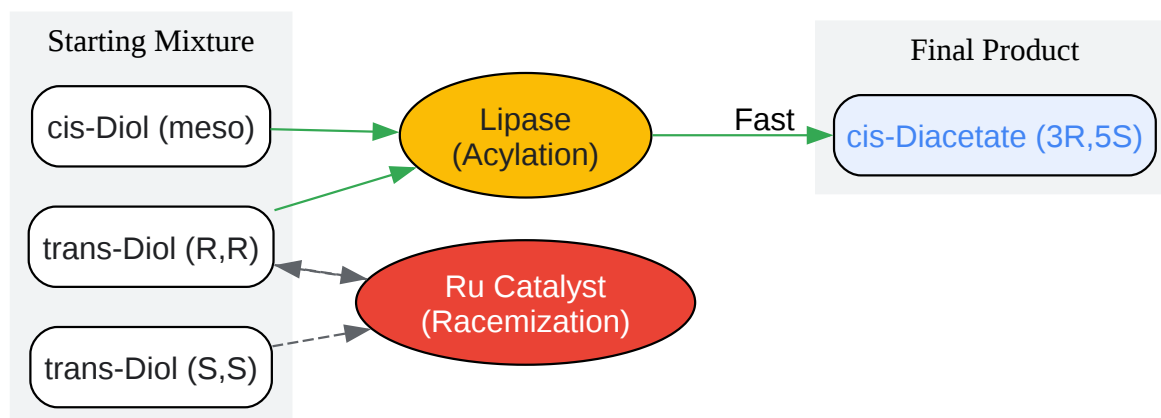 Starting Mixture
cis-Diol (meso)
trans-Diol (R,R)
trans-Diol (S,S)
Lipase
(Acylation)
Ru Catalyst
(Racemization)
Fast
Final Product
cis-Diacetate (3R,5S)